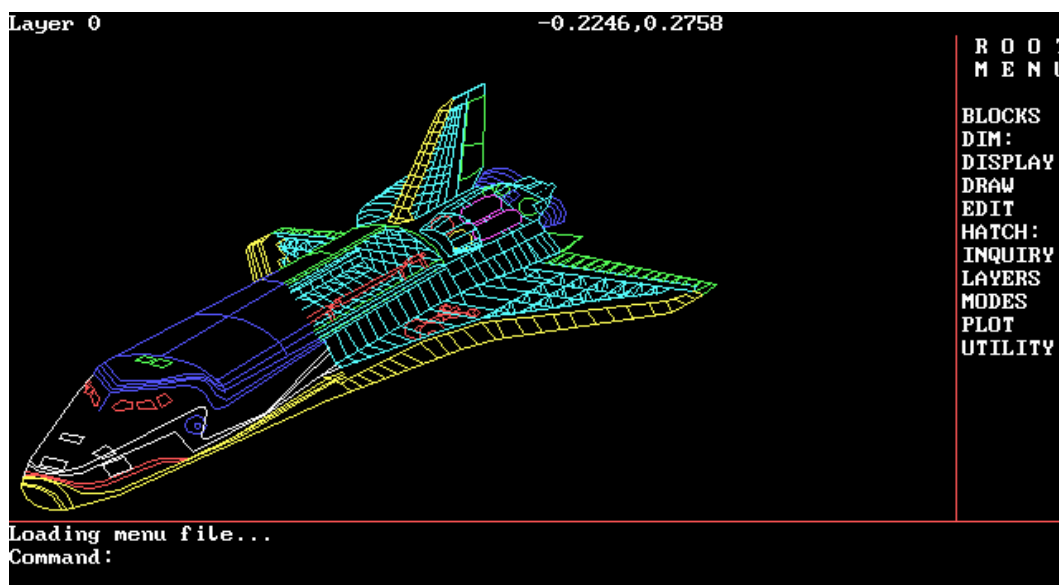 Layer 0 -0.2246,0.2758
R O O T
M E N U
BLOCKS
DIM:
DISPLAY
DRAW
EDIT
HATCH:
INQUIRY
LAYERS
MODES
PLOT
UTILITY
Loading menu file...
Command: